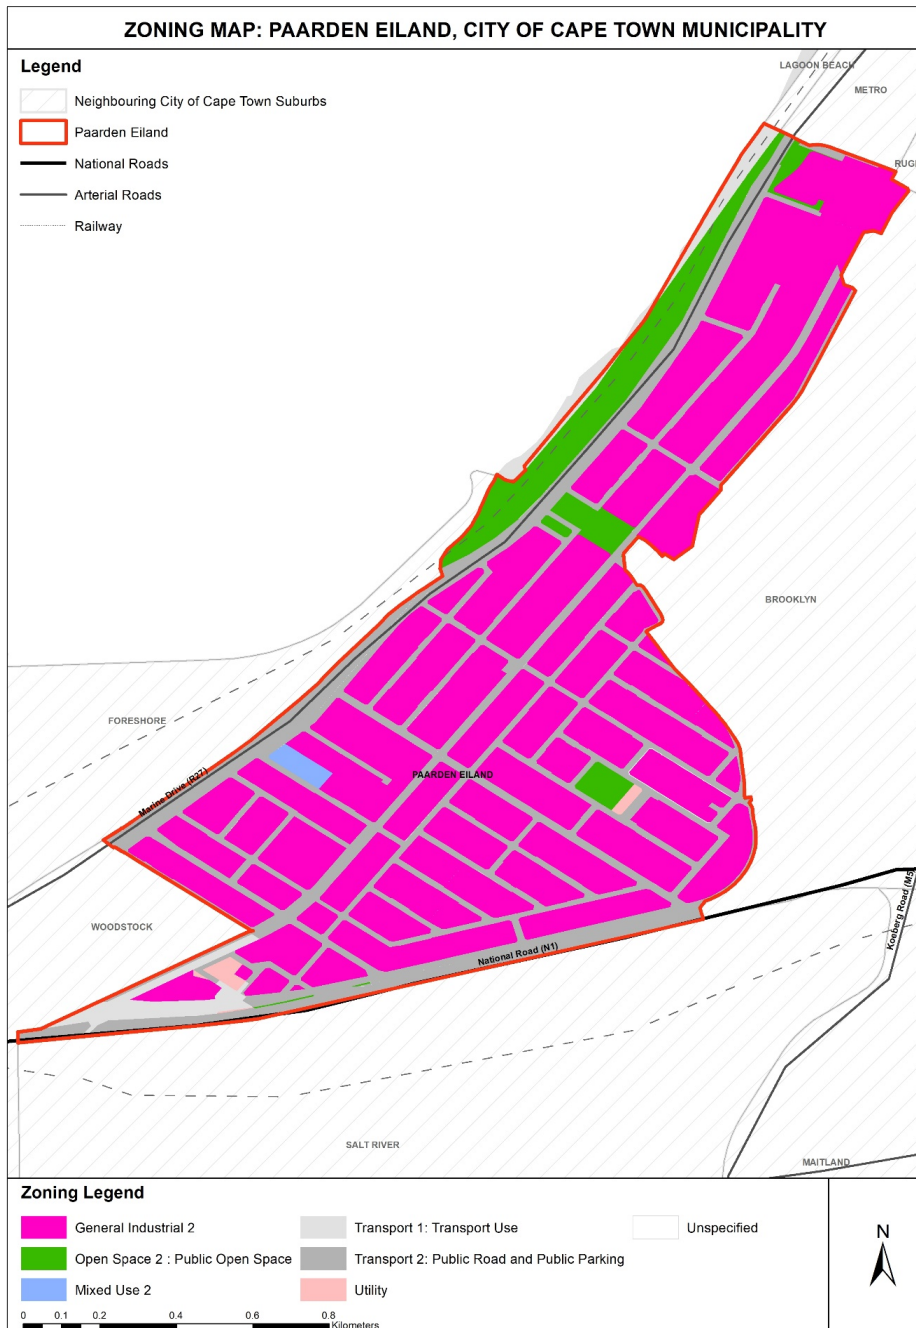 ZONING MAP: PAARDEN EILAND, CITY OF CAPE TOWN MUNICIPALITY
Legend
Neighbouring City of Cape Town Suburbs
Paarden Eiland
National Roads
Arterial Roads
Railway
LAGOON BEACH
METRO
RUG
BROOKLYN
FORESHORE
PAARDEN EILAND
Marine Drive (R27)
WOODSTOCK
National Road (N1)
Koeberg Road (M5
SALT RIVER
MAITLAND
Zoning Legend
General Industrial 2
Open Space 2 : Public Open Space
Mixed Use 2
Transport 1: Transport Use
Transport 2: Public Road and Public Parking
Utility
Unspecified
N
0 0.1 0.2 0.4 0.6 0.8
Kilometers